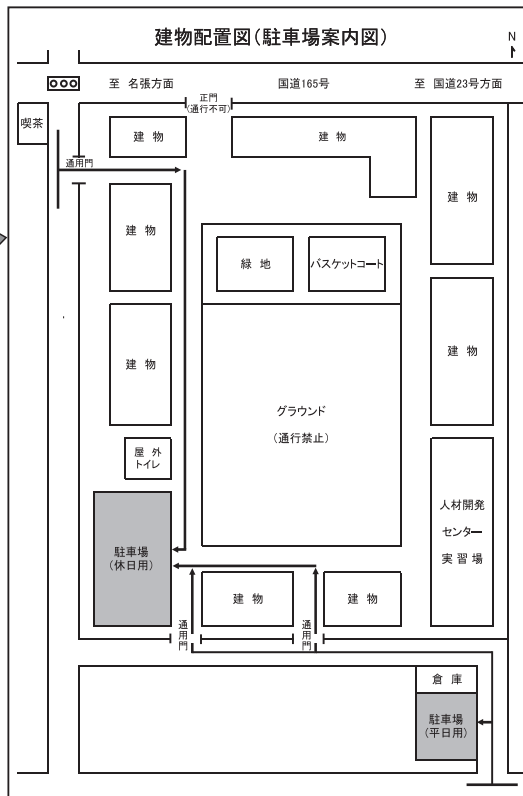 建物配置図(駐車場案内図)
N
至 名張方面
国道165号
至 国道23号方面
正門
(通行不可)
喫茶
建 物
建 物
建 物
通用門
建 物
緑 地
バスケットコート
建 物
建 物
グラウンド
(通行禁止)
屋 外
トイレ
人材開発
センター
実 習 場
駐車場
(休日用)
建 物
建 物
通用門
通用門
倉 庫
駐車場
(平日用)